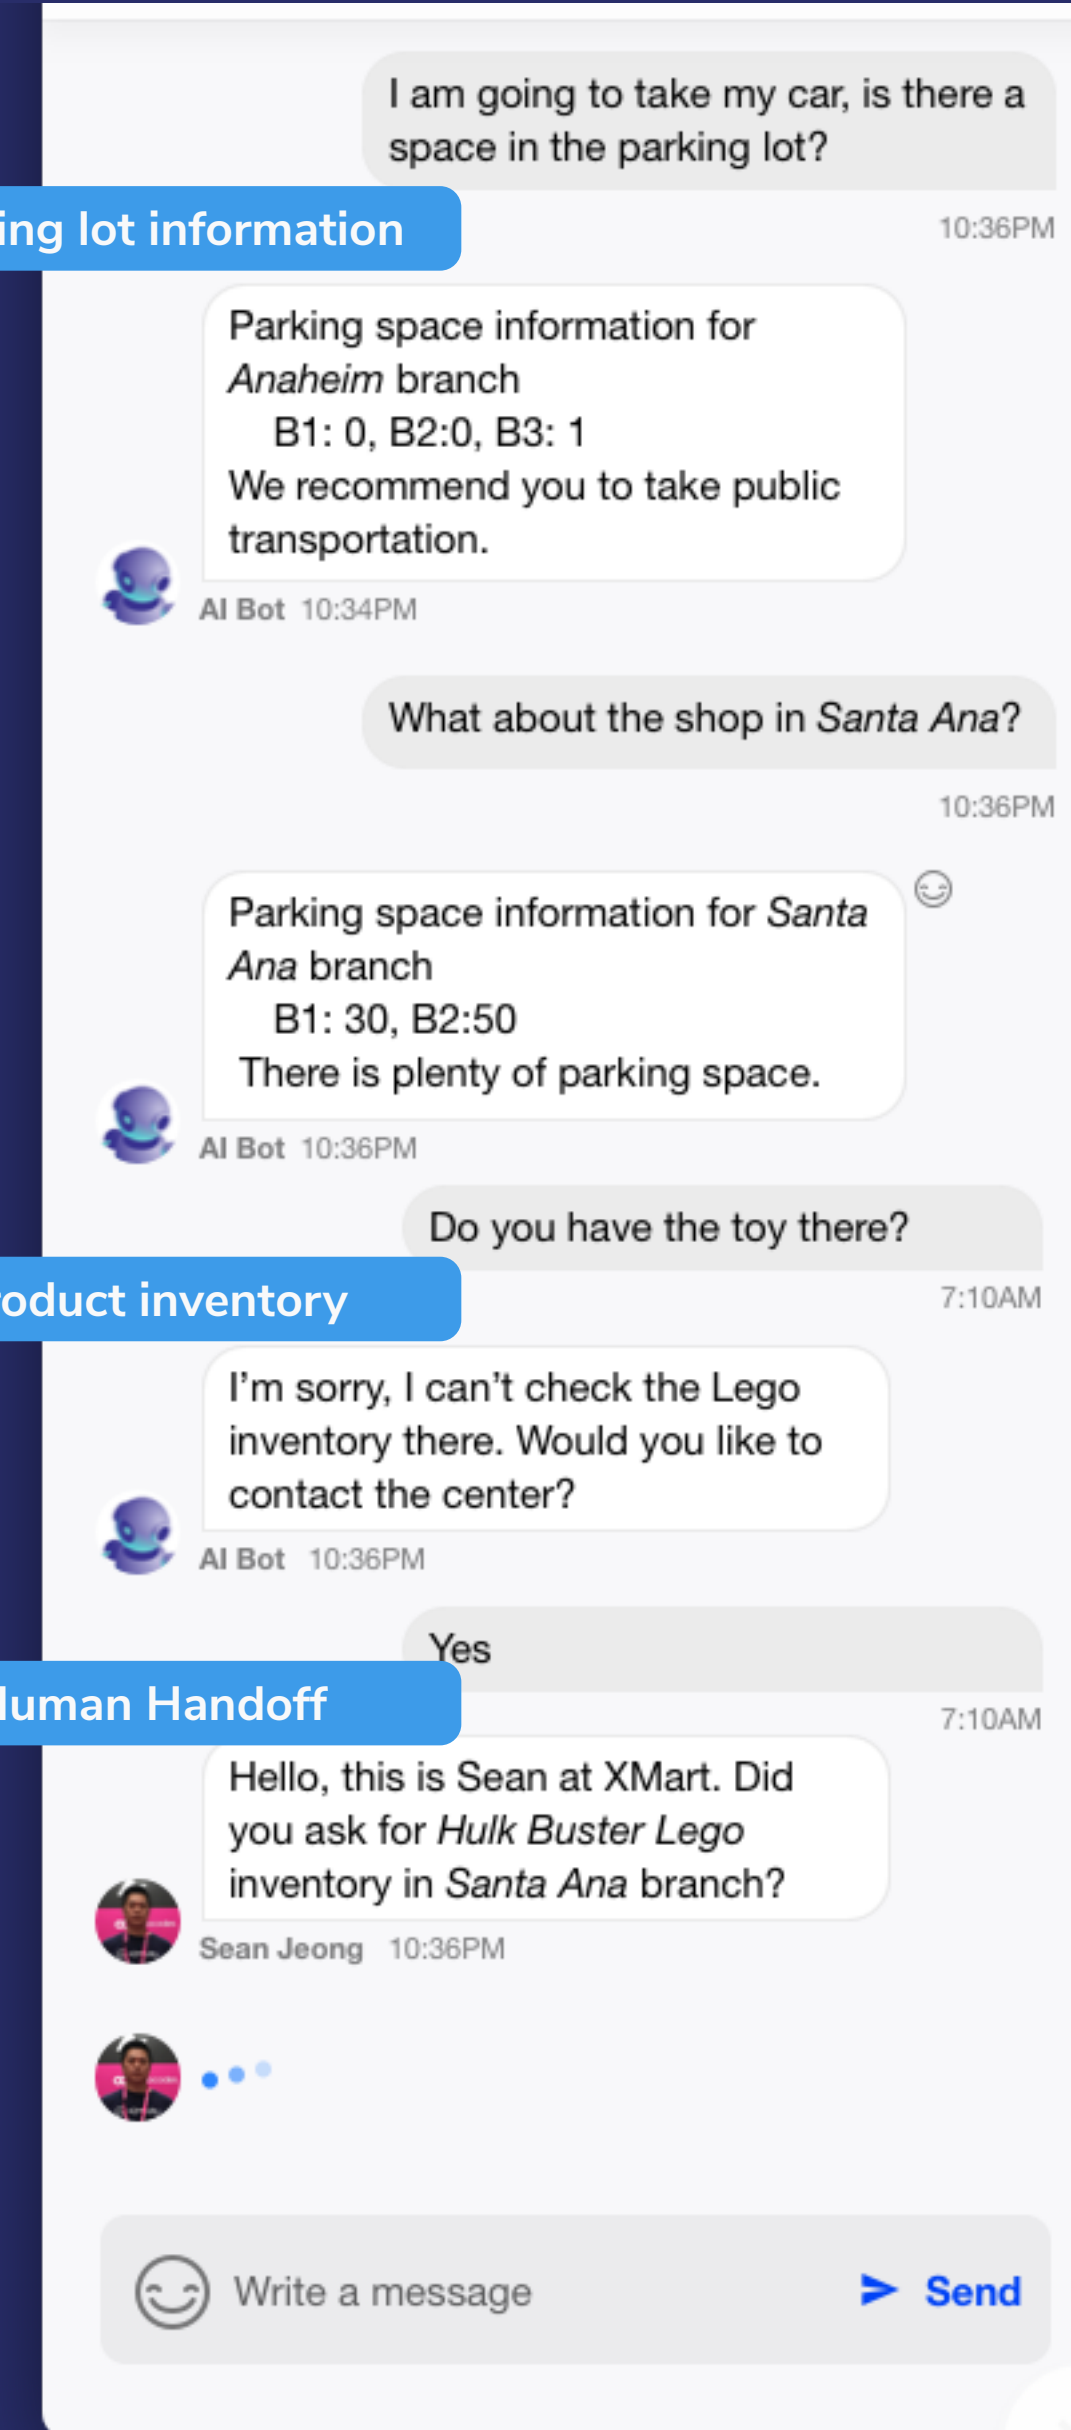 I am going to take my car, is there a
space in the parking lot?
ing lot information
10:36PM
Parking space information for
Anaheim branch
B1: 0, B2:0, B3: 1
We recommend you to take public
transportation.
AI Bot 10:34PM
What about the shop in Santa Ana?
10:36PM
Parking space information for Santa
Ana branch
B1: 30, B2:50
There is plenty of parking space.
AI Bot 10:36PM
Do you have the toy there?
oduct inventory
7:10AM
I'm sorry, I can't check the Lego
inventory there. Would you like to
contact the center?
AI Bot 10:36PM
Yes
uman Handoff
7:10AM
Hello, this is Sean at XMart. Did
you ask for Hulk Buster Lego
inventory in Santa Ana branch?
Sean Jeong 10:36PM
Write a message
Send